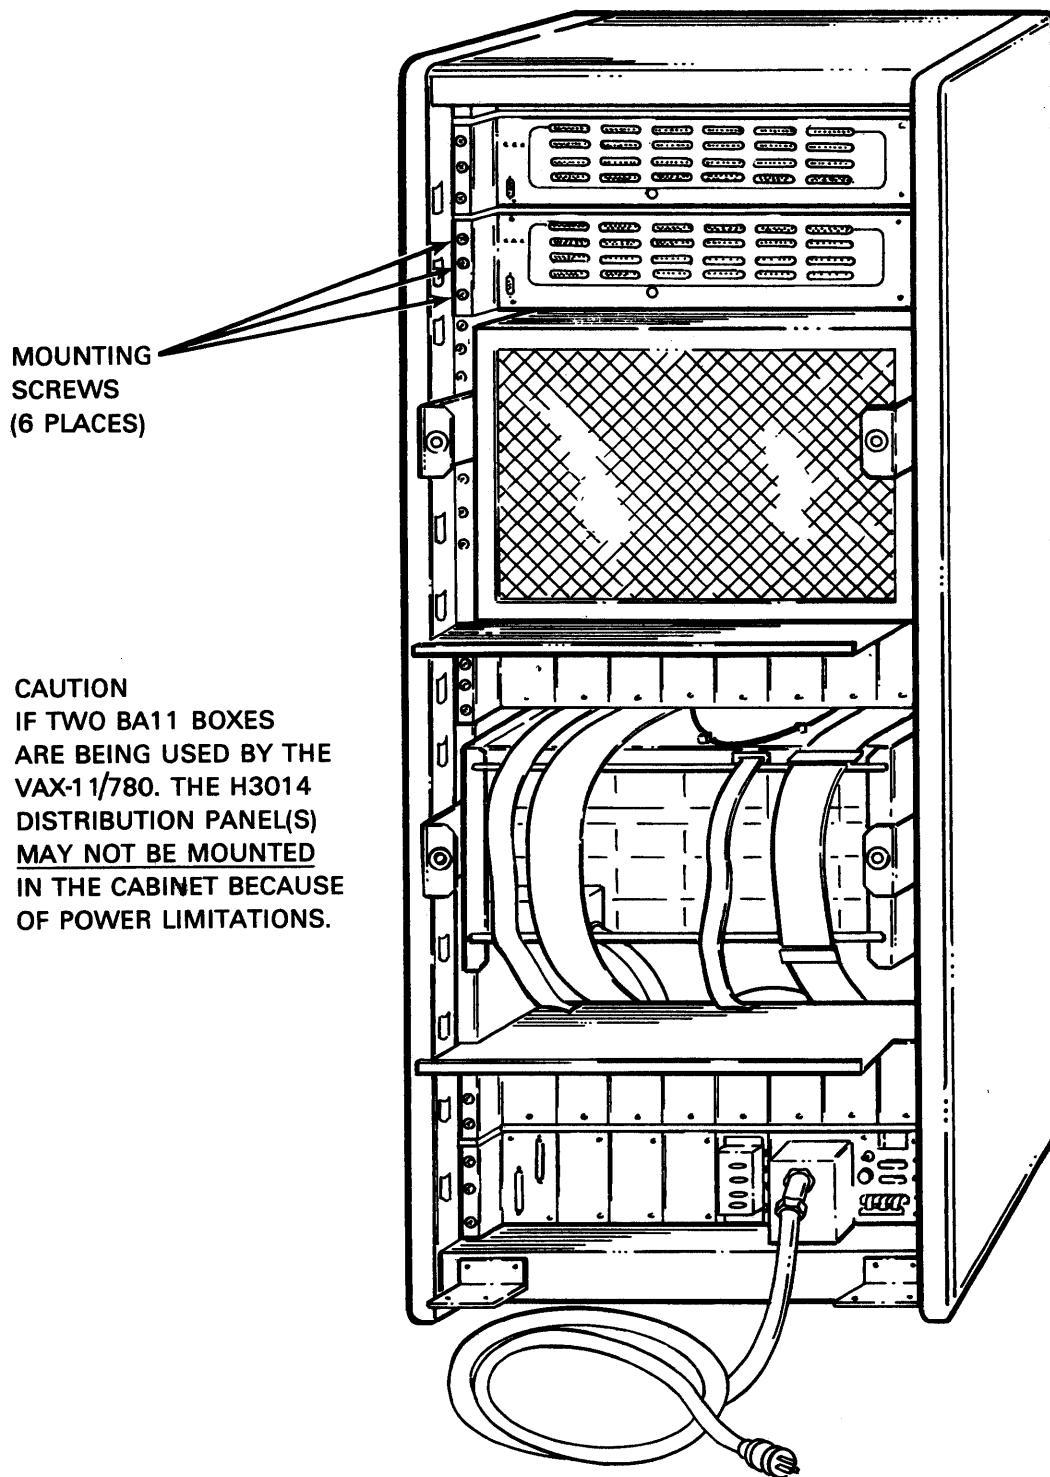 MOUNTING
SCREWS
(6 PLACES)
CAUTION
IF TWO BA11 BOXES
ARE BEING USED BY THE
VAX-11/780. THE H3014
DISTRIBUTION PANEL(S)
MAY NOT BE MOUNTED
IN THE CABINET BECAUSE
OF POWER LIMITATIONS.